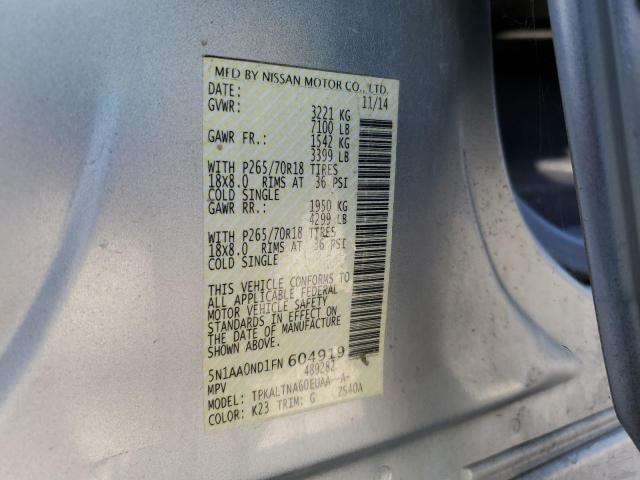 MFD BY NISSAN MOTOR CO., LTD.
DATE: 11/14
GVWR: 3221 KG
7100 LB
GAWR FR.: 1542 KG
3399 LB
WITH P265/70R18 TIRES
18x8.0 RIMS AT 36 PSI
COLD SINGLE
GAWR RR.: 1950 KG
4299 LB
WITH P265/70R18 TIRES
18x8.0 RIMS AT 36 PSI
COLD SINGLE
THIS VEHICLE CONFORMS TO
ALL APPLICABLE FEDERAL
MOTOR VEHICLE SAFETY
STANDARDS IN EFFECT ON
THE DATE OF MANUFACTURE
SHOWN ABOVE.
5N1AA0ND1FN 604919
489282
MPV
MODEL: TPKALTNA60EUAA--A-
COLOR: K23 TRIM: G 2S40A